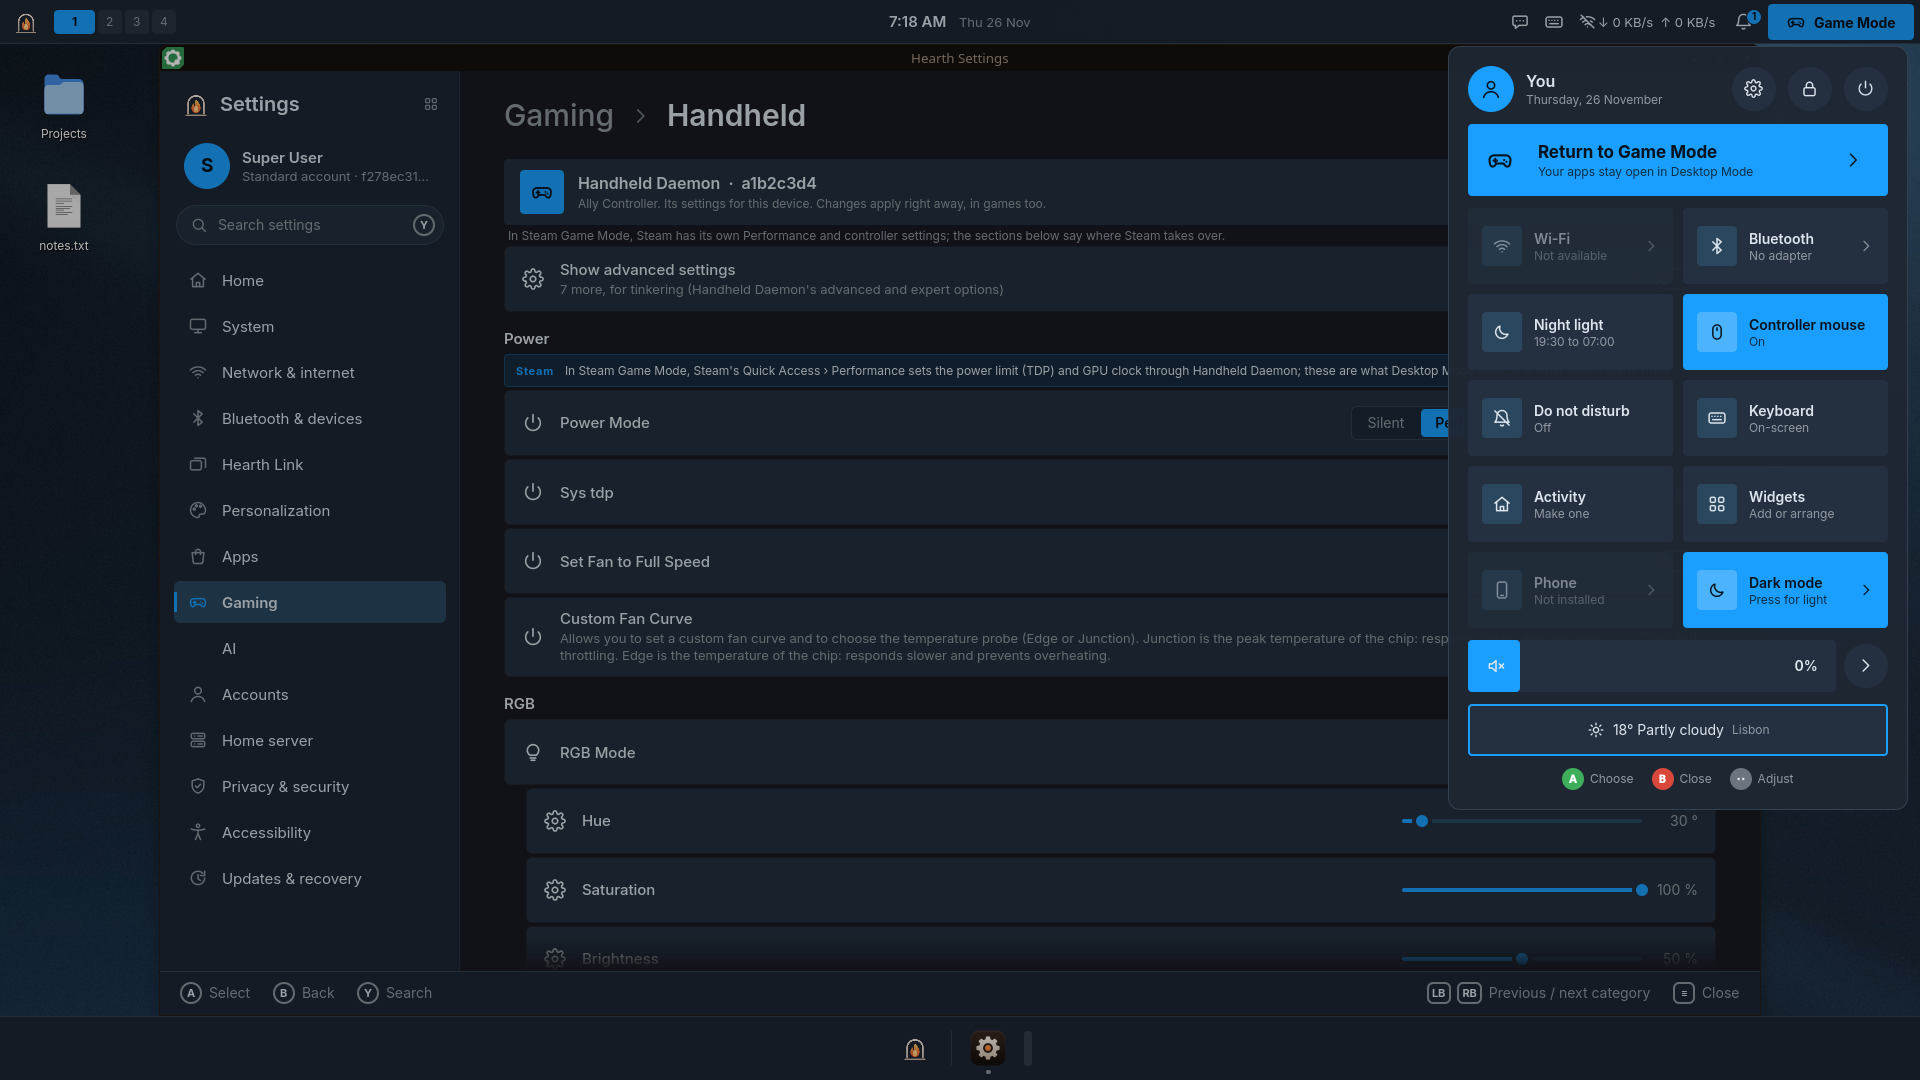 1 2 3 4
7:18 AM Thu 26 Nov
0 KB/s 0 KB/s
1
Game Mode
Projects
notes.txt
Hearth Settings
Settings
S
Super User
Standard account · f278ec31...
Search settings
Y
Home
System
Network & internet
Bluetooth & devices
Hearth Link
Personalization
Apps
Gaming
AI
Accounts
Home server
Privacy & security
Accessibility
Updates & recovery
Gaming > Handheld
Handheld Daemon · a1b2c3d4
Ally Controller. Its settings for this device. Changes apply right away, in games too.
In Steam Game Mode, Steam has its own Performance and controller settings; the sections below say where Steam takes over.
Show advanced settings
7 more, for tinkering (Handheld Daemon's advanced and expert options)
Power
Steam In Steam Game Mode, Steam's Quick Access › Performance sets the power limit (TDP) and GPU clock through Handheld Daemon; these are what Desktop M
Power Mode
Silent
Pe
Sys tdp
Set Fan to Full Speed
Custom Fan Curve
Allows you to set a custom fan curve and to choose the temperature probe (Edge or Junction). Junction is the peak temperature of the chip: resp
throttling. Edge is the temperature of the chip: responds slower and prevents overheating.
RGB
RGB Mode
Hue
30 °
Saturation
100 %
Brightness
50 %
A Select B Back Y Search
LB RB Previous / next category Close
You
Thursday, 26 November
Return to Game Mode
Your apps stay open in Desktop Mode
Wi-Fi
Not available
Bluetooth
No adapter
Night light
19:30 to 07:00
Controller mouse
On
Do not disturb
Off
Keyboard
On-screen
Activity
Make one
Widgets
Add or arrange
Phone
Not installed
Dark mode
Press for light
0%
18° Partly cloudy Lisbon
A Choose B Close Adjust